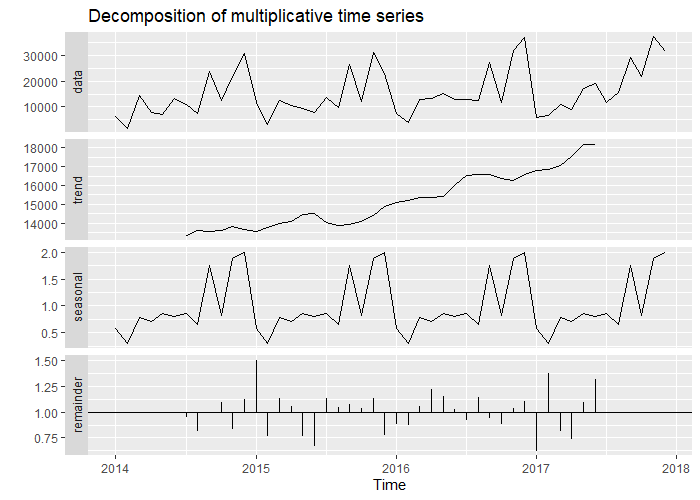 Decomposition of multiplicative time series
30000
20000
10000
data
18000
17000
16000
15000
14000
trend
2.0
1.5
1.0
0.5
seasonal
1.50
1.25
1.00
0.75
remainder
2014 2015 2016 2017 2018
Time